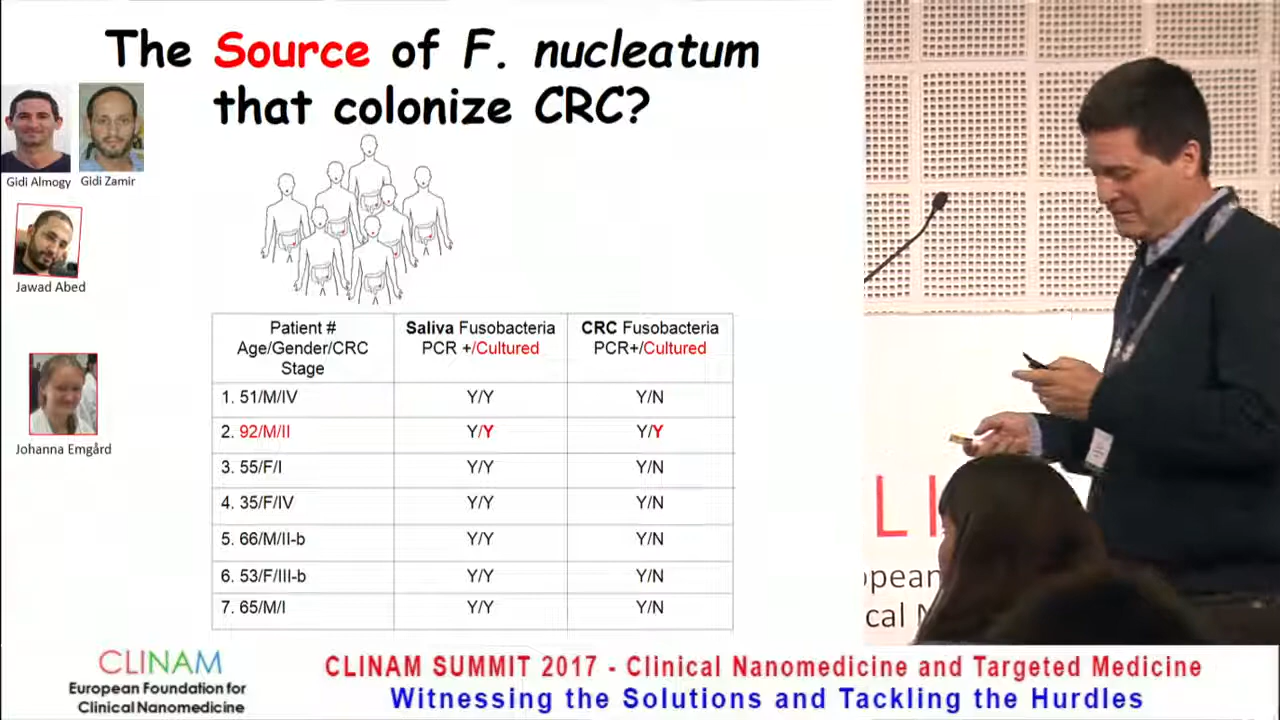 The Source of F. nucleatum
that colonize CRC?
Gidi Almogy
Gidi Zamir
Jawad Abed
Johanna Emgård
Patient #
Age/Gender/CRC
Stage
Saliva Fusobacteria
PCR +/Cultured
CRC Fusobacteria
PCR+/Cultured
1. 51/M/IV
Y/Y
Y/N
2. 92/M/II
Y/Y
Y/Y
3. 55/F/I
Y/Y
Y/N
4. 35/F/IV
Y/Y
Y/N
5. 66/M/II-b
Y/Y
Y/N
6. 53/F/III-b
Y/Y
Y/N
7. 65/M/I
Y/Y
Y/N
LI
opean
cal
CLINAM
European Foundation for
Clinical Nanomedicine
CLINAM SUMMIT 2017 - Clinical Nanomedicine and Targeted Medicine
Witnessing the Solutions and Tackling the Hurdles